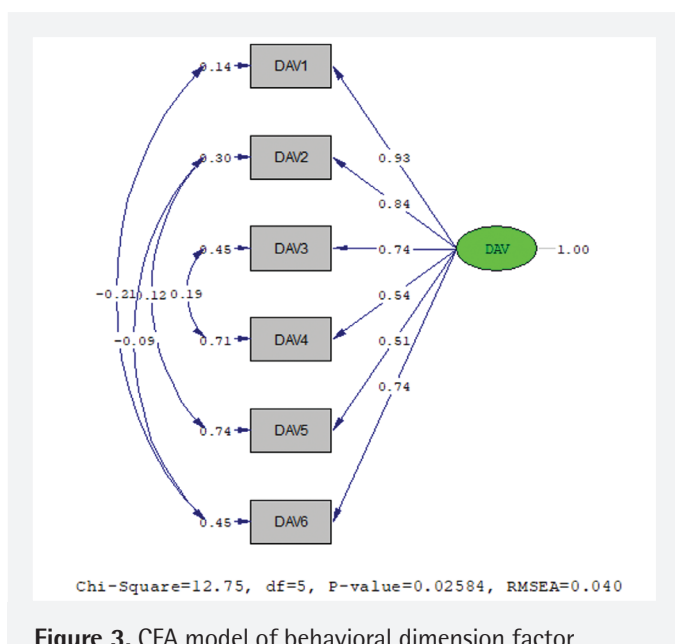 0.14 DAV1
0.93
0.30 DAV2
0.84
0.45 DAV3 0.74 DAV 1.00
-0.21 0.12 0.19 0.54
-0.09 0.71 DAV4 0.51
0.74
0.74 DAV5
0.45 DAV6
Chi-Square=12.75, df=5, P-value=0.02584, RMSEA=0.040
Figure 3. CFA model of behavioral dimension factor